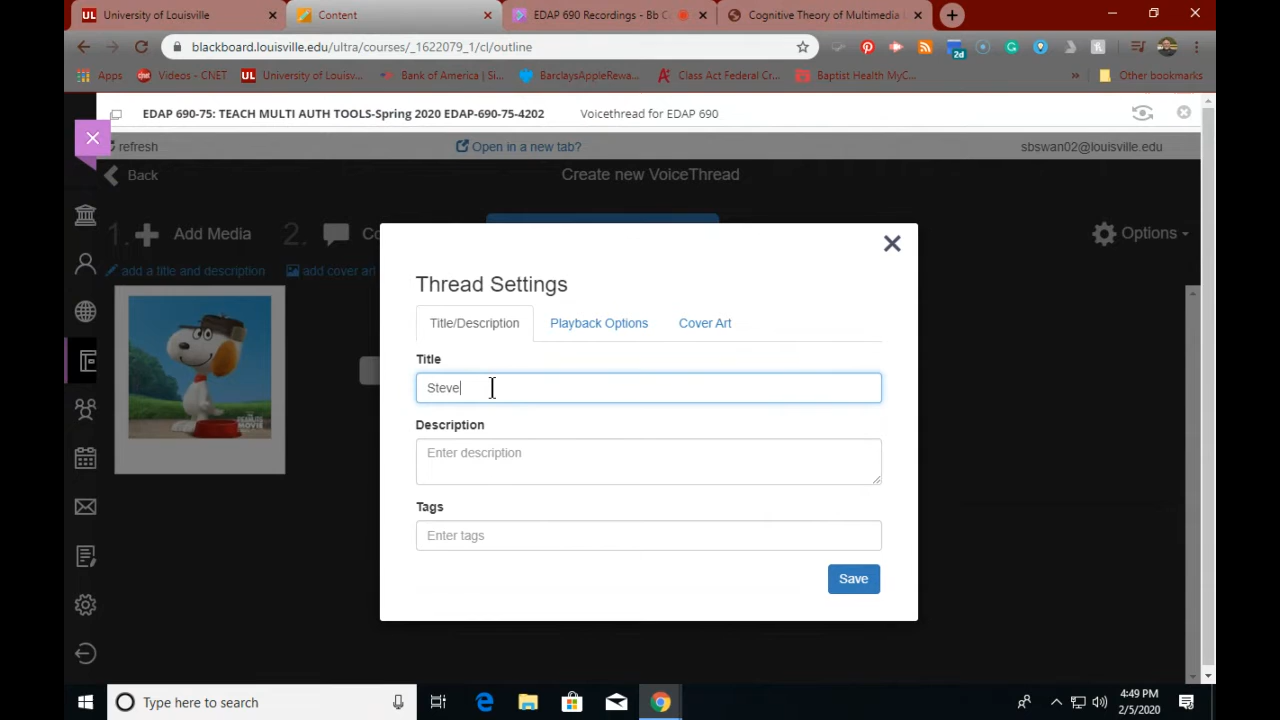 University of Louisville
Content
EDAP 690 Recordings - Bb C
Cognitive Theory of Multimedia L
blackboard.louisville.edu/ultra/courses/_1622079_1/cl/outline
2d
Apps
Videos - CNET
University of Louisv...
Bank of America | Si...
BarclaysAppleRewa...
Class Act Federal Cr...
Baptist Health MyC...
»
Other bookmarks
EDAP 690-75: TEACH MULTI AUTH TOOLS-Spring 2020 EDAP-690-75-4202
Voicethread for EDAP 690
refresh
Open in a new tab?
sbswan02@louisville.edu
Back
Create new VoiceThread
1. Add Media
2. Co
Options
add a title and description
add cover art
Thread Settings
Title/Description
Playback Options
Cover Art
Title
Steve
Description
Enter description
Tags
Enter tags
Save
Type here to search
4:49 PM
2/5/2020